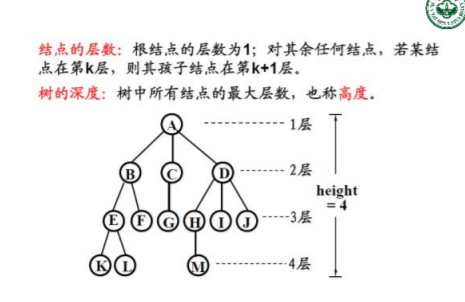 结点的层数：根结点的层数为1；对其余任何结点，若某结
点在第k层，则其孩子结点在第k+1层。
树的深度：树中所有结点的最大层数，也称高度。
A 1层
B C D 2层
height
= 4
E F G H I J 3层
K L M 4层